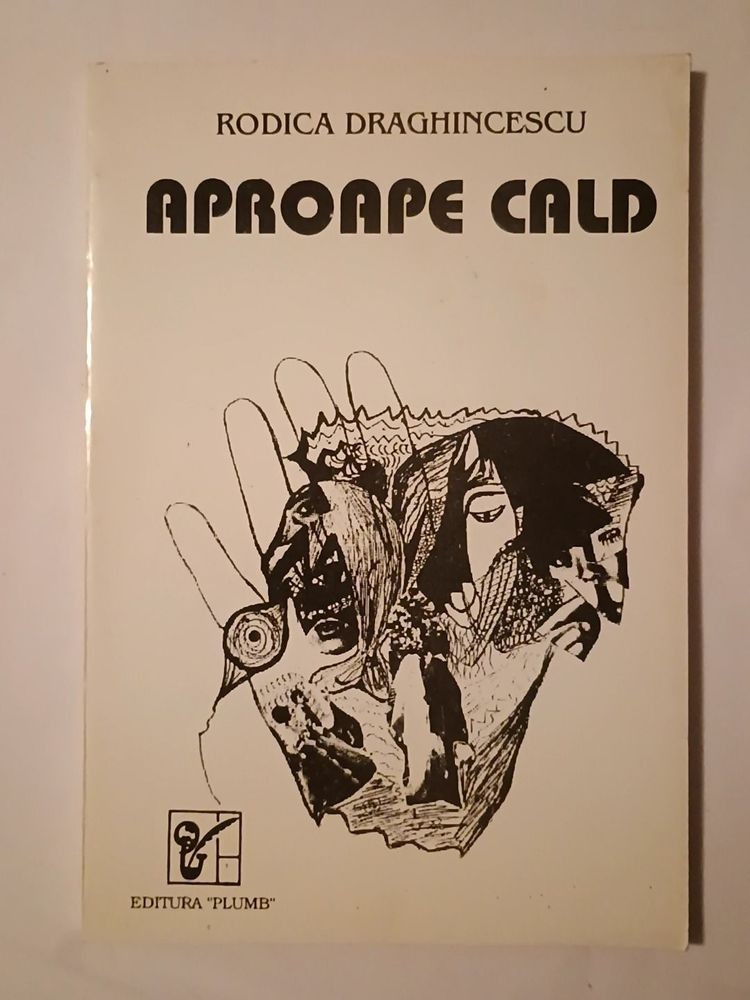 RODICA DRAGHINCESCU
APROAPE CALD
EDITURA "PLUMB"